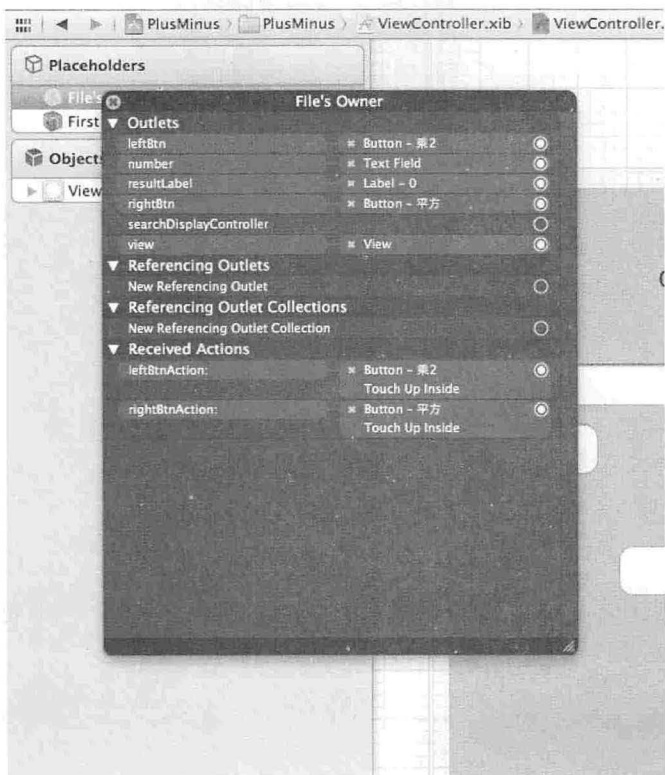 PlusMinus PlusMinus ViewController.xib ViewController.
Placeholders
File's
First
Objects
View
File's Owner
Outlets
leftBtn Button - 乘2
number Text Field
resultLabel Label - 0
rightBtn Button - 平方
searchDisplayController
view View
Referencing Outlets
New Referencing Outlet
Referencing Outlet Collections
New Referencing Outlet Collection
Received Actions
leftBtnAction: Button - 乘2
Touch Up Inside
rightBtnAction: Button - 平方
Touch Up Inside